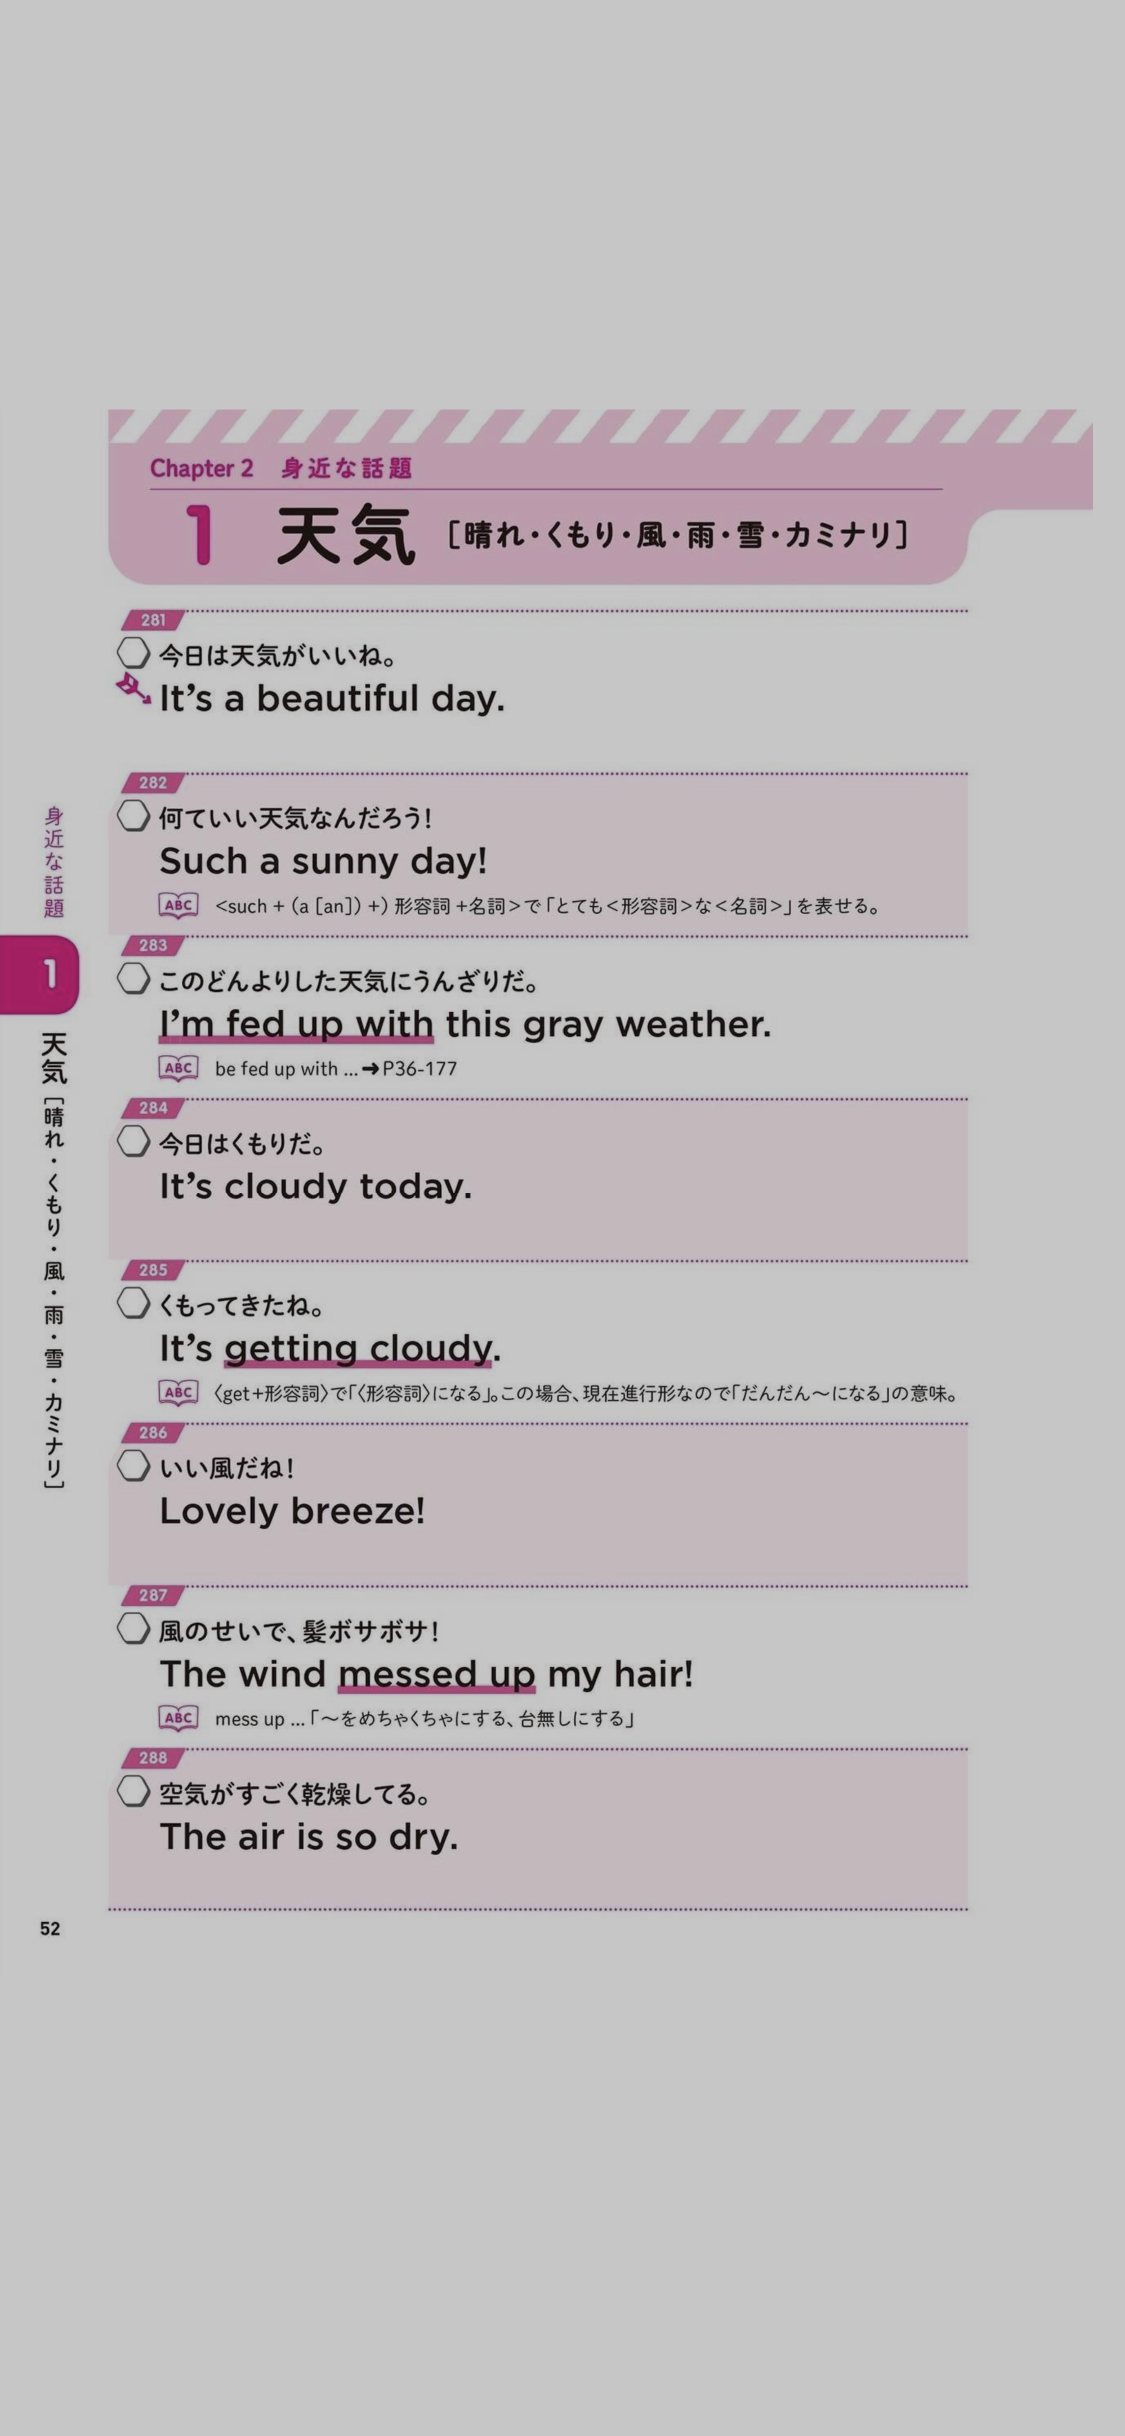 Chapter 2 身近な話題
1 天気 [晴れ・くもり・風・雨・雪・カミナリ]
281
今日は天気がいいね。
It's a beautiful day.
282
何ていい天気なんだろう!
Such a sunny day!
ABC <such + (a [an]) +) 形容詞 +名詞>で「とても<形容詞>な<名詞>」を表せる。
283
このどんよりした天気にうんざりだ。
I'm fed up with this gray weather.
ABC be fed up with ... ➜P36-177
284
今日はくもりだ。
It's cloudy today.
285
くもってきたね。
It's getting cloudy.
ABC 〈get+形容詞〉で「〈形容詞〉になる」。この場合、現在進行形なので「だんだん〜になる」の意味。
286
いい風だね!
Lovely breeze!
287
風のせいで、髪ボサボサ!
The wind messed up my hair!
ABC mess up ...「〜をめちゃくちゃにする、台無しにする」
288
空気がすごく乾燥してる。
The air is so dry.
身近な話題
1
天気[晴れ・くもり・風・雨・雪・カミナリ]
52